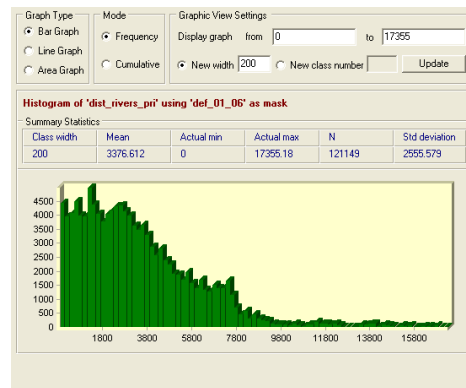 Graph Type
Bar Graph
Line Graph
Area Graph
Mode
Frequency
Cumulative
Graphic View Settings
Display graph from 0 to 17355
New width 200 New class number Update
Histogram of 'dist_rivers_pri' using 'def_01_06' as mask
Summary Statistics
Class width Mean Actual min Actual max N Std deviation
200 3376.612 0 17355.18 121149 2555.579
4500
4000
3500
3000
2500
2000
1500
1000
500
0
1800 3800 5800 7800 9800 11800 13800 15800